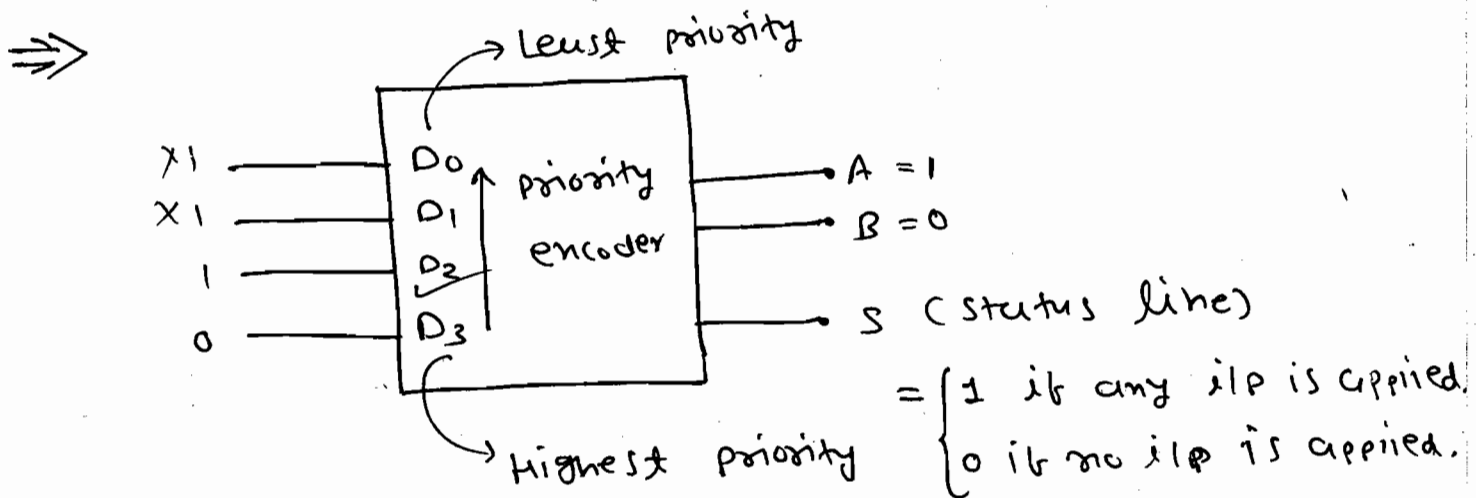 ⇒ Least priority
X1 D0 priority A = 1
X1 D1 encoder B = 0
1 D2
0 D3 S (status line)
= { 1 if any i/p is applied.
Highest priority 0 if no i/p is applied.